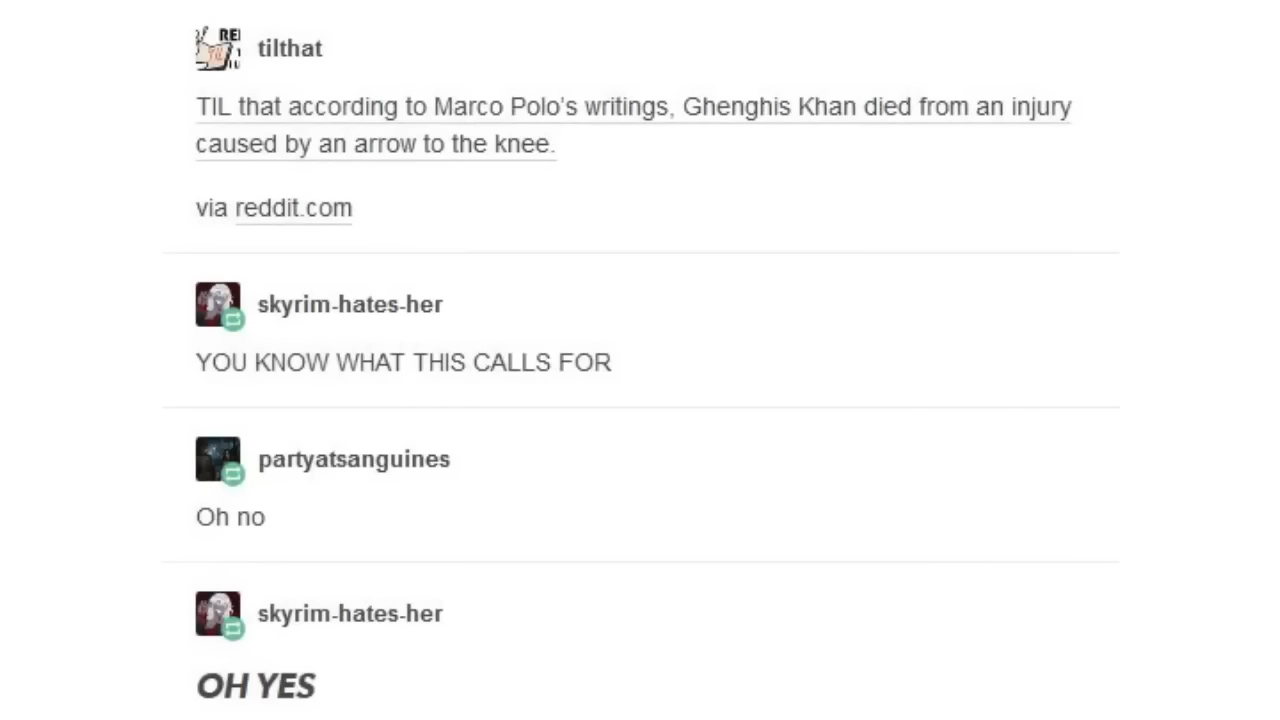 tilthat
TIL that according to Marco Polo's writings, Ghenghis Khan died from an injury
caused by an arrow to the knee.
via reddit.com
skyrim-hates-her
YOU KNOW WHAT THIS CALLS FOR
partyatsanguines
Oh no
skyrim-hates-her
OH YES